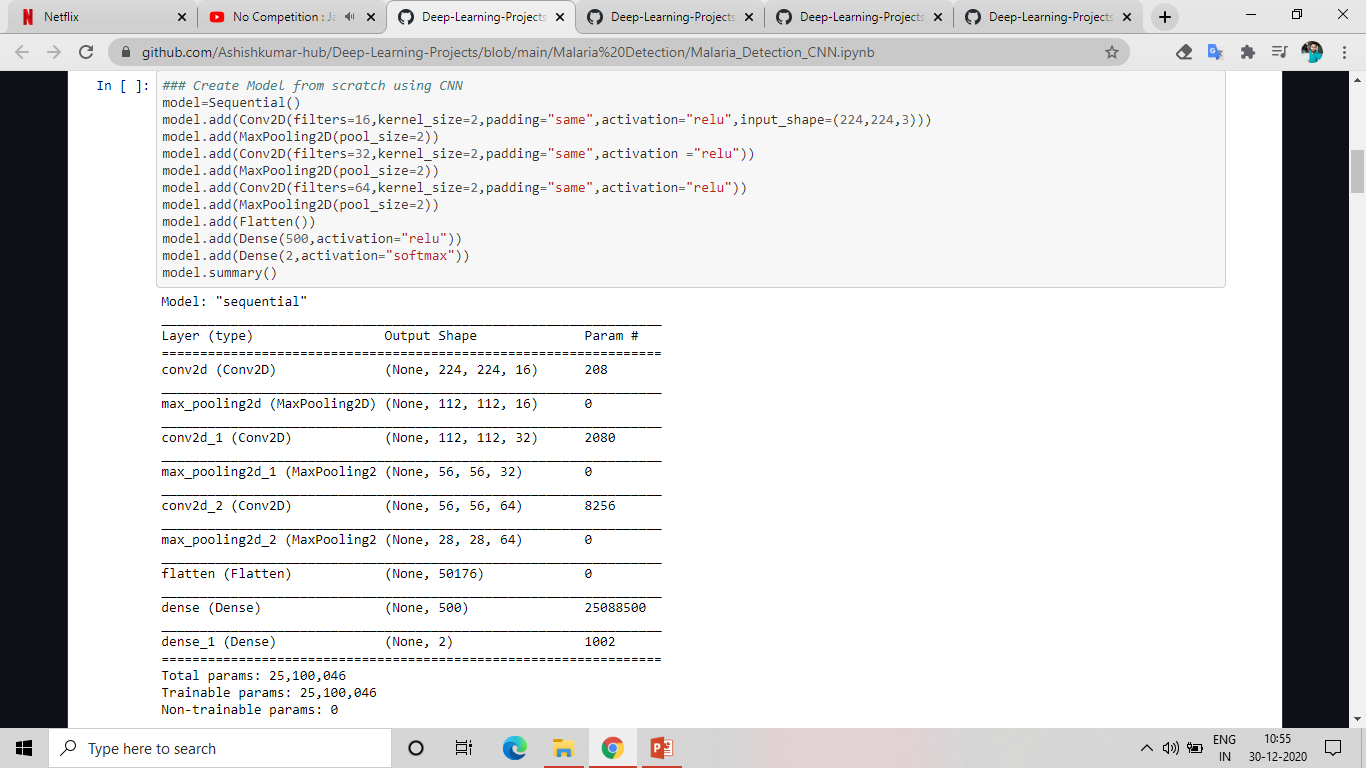 Netflix
No Competition : Ja
Deep-Learning-Projects
Deep-Learning-Projects
Deep-Learning-Projects
Deep-Learning-Projects
github.com/Ashishkumar-hub/Deep-Learning-Projects/blob/main/Malaria%20Detection/Malaria_Detection_CNN.ipynb
In [ ]:
### Create Model from scratch using CNN
model=Sequential()
model.add(Conv2D(filters=16,kernel_size=2,padding="same",activation="relu",input_shape=(224,224,3)))
model.add(MaxPooling2D(pool_size=2))
model.add(Conv2D(filters=32,kernel_size=2,padding="same",activation ="relu"))
model.add(MaxPooling2D(pool_size=2))
model.add(Conv2D(filters=64,kernel_size=2,padding="same",activation="relu"))
model.add(MaxPooling2D(pool_size=2))
model.add(Flatten())
model.add(Dense(500,activation="relu"))
model.add(Dense(2,activation="softmax"))
model.summary()
Model: "sequential"
_________________________________________________________________
Layer (type) Output Shape Param #
=================================================================
conv2d (Conv2D) (None, 224, 224, 16) 208
_________________________________________________________________
max_pooling2d (MaxPooling2D) (None, 112, 112, 16) 0
_________________________________________________________________
conv2d_1 (Conv2D) (None, 112, 112, 32) 2080
_________________________________________________________________
max_pooling2d_1 (MaxPooling2 (None, 56, 56, 32) 0
_________________________________________________________________
conv2d_2 (Conv2D) (None, 56, 56, 64) 8256
_________________________________________________________________
max_pooling2d_2 (MaxPooling2 (None, 28, 28, 64) 0
_________________________________________________________________
flatten (Flatten) (None, 50176) 0
_________________________________________________________________
dense (Dense) (None, 500) 25088500
_________________________________________________________________
dense_1 (Dense) (None, 2) 1002
=================================================================
Total params: 25,100,046
Trainable params: 25,100,046
Non-trainable params: 0
Type here to search
ENG
IN
10:55
30-12-2020